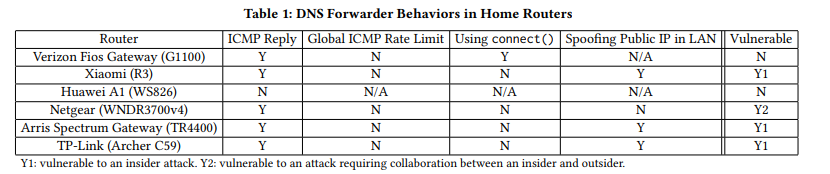 Table 1: DNS Forwarder Behaviors in Home Routers
Router ICMP Reply Global ICMP Rate Limit Using connect() Spoofing Public IP in LAN Vulnerable
Verizon Fios Gateway (G1100) Y N Y N/A N
Xiaomi (R3) Y N N Y Y1
Huawei A1 (WS826) N N/A N/A N/A N
Netgear (WNDR3700v4) Y N N N Y2
Arris Spectrum Gateway (TR4400) Y N N Y Y1
TP-Link (Archer C59) Y N N Y Y1
Y1: vulnerable to an insider attack. Y2: vulnerable to an attack requiring collaboration between an insider and outsider.